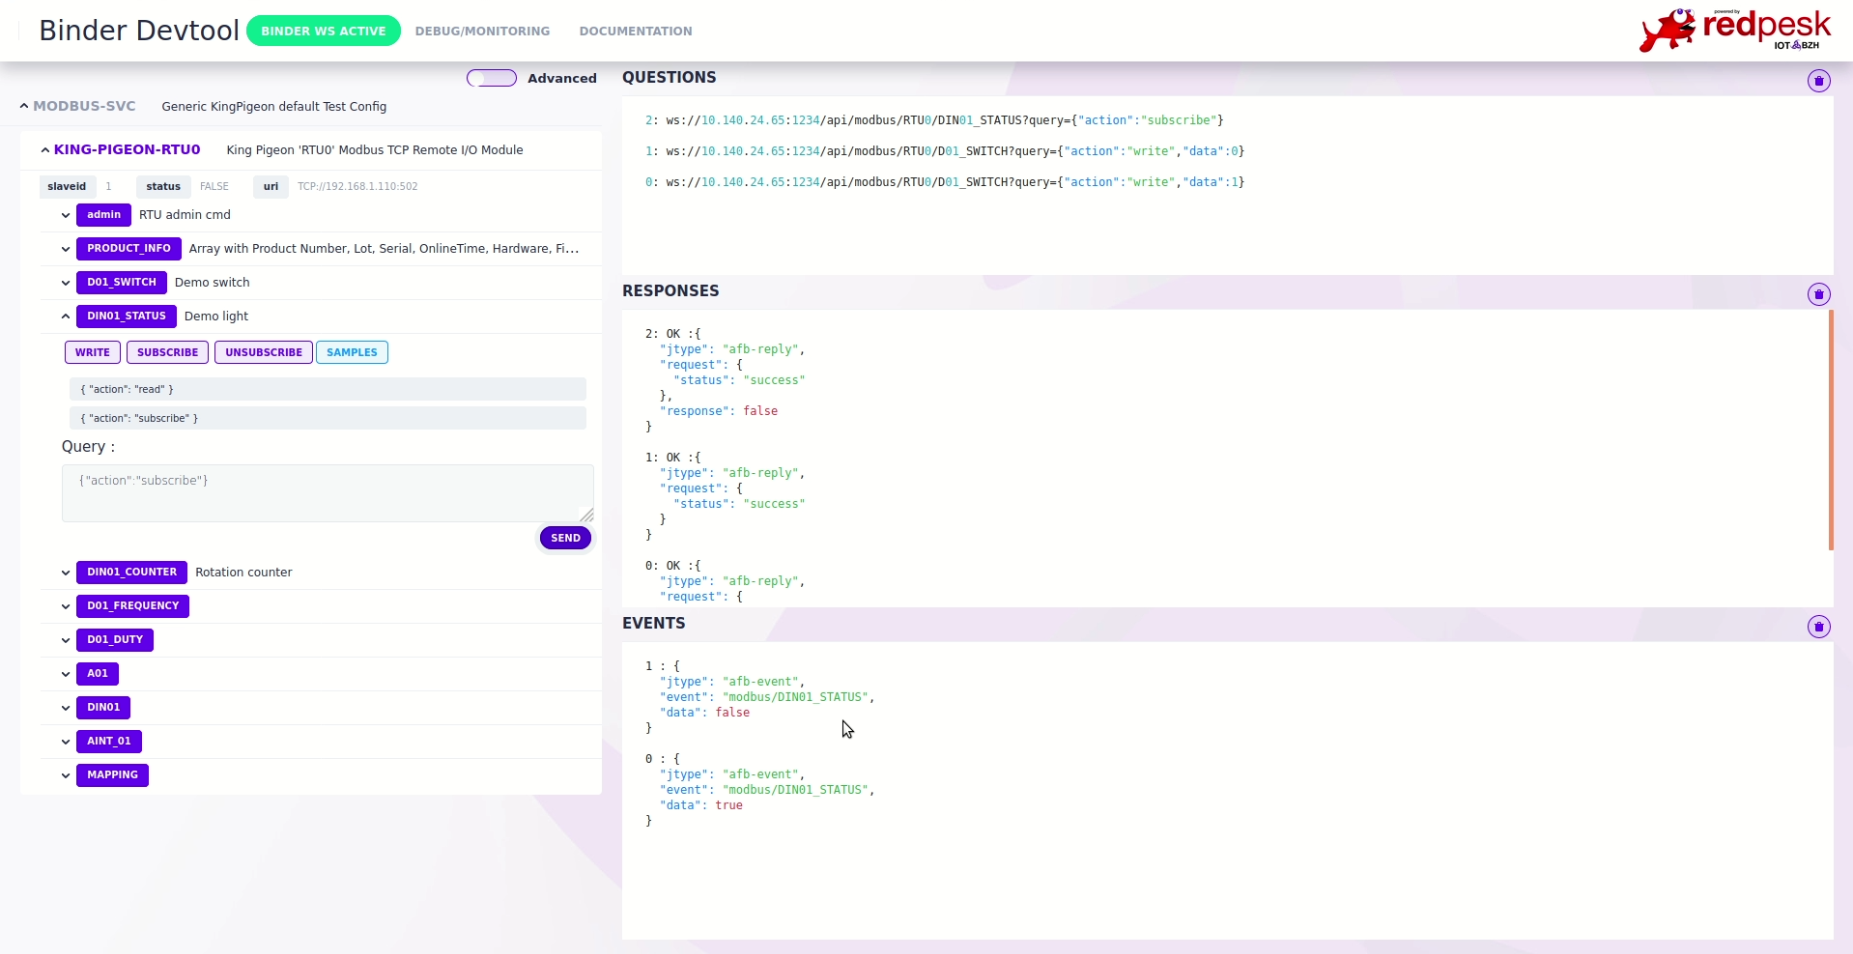 Binder Devtool
BINDER WS ACTIVE
DEBUG/MONITORING
DOCUMENTATION
powered by
redpesk
IOT BZH
Advanced
MODBUS-SVC Generic KingPigeon default Test Config
KING-PIGEON-RTU0 King Pigeon 'RTU0' Modbus TCP Remote I/O Module
slaveid 1 status FALSE uri TCP://192.168.1.110:502
admin RTU admin cmd
PRODUCT_INFO Array with Product Number, Lot, Serial, OnlineTime, Hardware, Fi...
D01_SWITCH Demo switch
DIN01_STATUS Demo light
WRITE SUBSCRIBE UNSUBSCRIBE SAMPLES
{ "action": "read" }
{ "action": "subscribe" }
Query :
{"action":"subscribe"}
SEND
DIN01_COUNTER Rotation counter
D01_FREQUENCY
D01_DUTY
A01
DIN01
AINT_01
MAPPING
QUESTIONS
2: ws://10.140.24.65:1234/api/modbus/RTU0/DIN01_STATUS?query={"action":"subscribe"}
1: ws://10.140.24.65:1234/api/modbus/RTU0/D01_SWITCH?query={"action":"write","data":0}
0: ws://10.140.24.65:1234/api/modbus/RTU0/D01_SWITCH?query={"action":"write","data":1}
RESPONSES
2: OK :{
"jtype": "afb-reply",
"request": {
"status": "success"
},
"response": false
}
1: OK :{
"jtype": "afb-reply",
"request": {
"status": "success"
}
}
0: OK :{
"jtype": "afb-reply",
"request": {
EVENTS
1 : {
"jtype": "afb-event",
"event": "modbus/DIN01_STATUS",
"data": false
}
0 : {
"jtype": "afb-event",
"event": "modbus/DIN01_STATUS",
"data": true
}